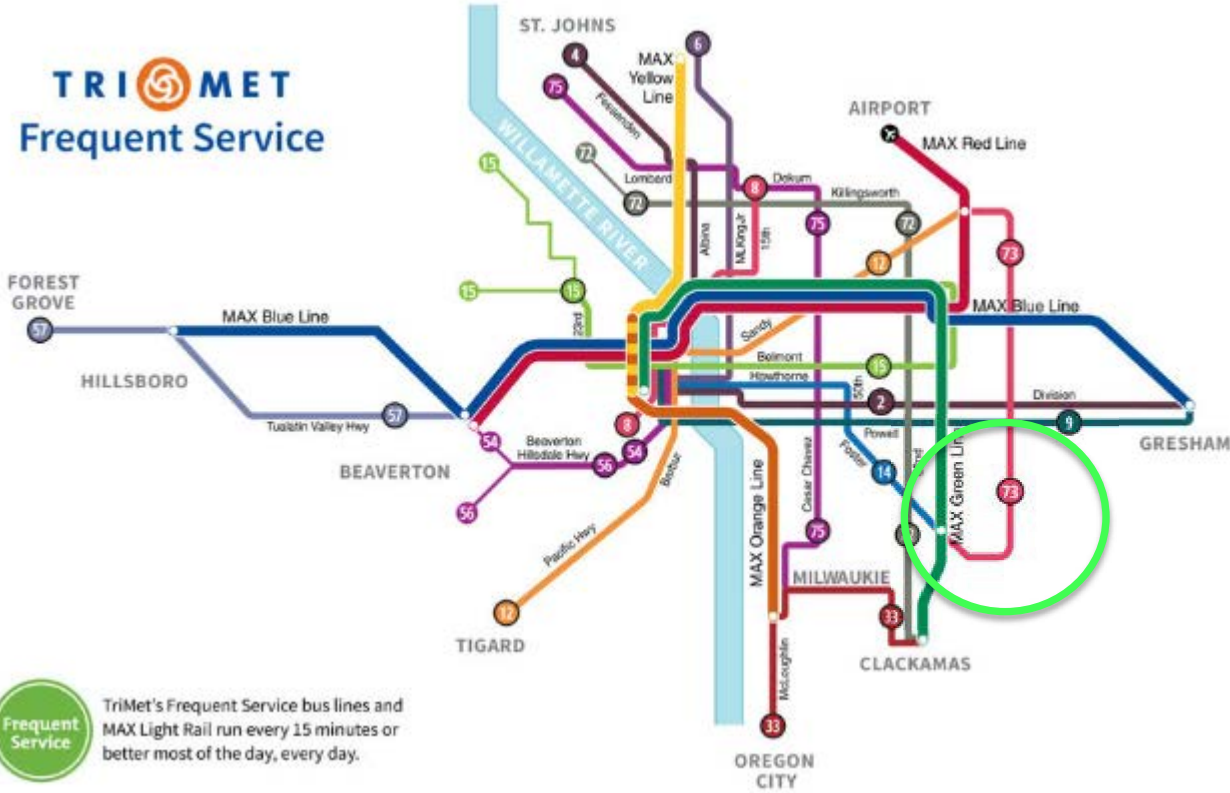 TRI MET
Frequent Service
ST. JOHNS
4
MAX
Yellow
Line
6
75
Fessenden
AIRPORT
MAX Red Line
WILLAMETTE RIVER
72
15
Lombard
8
Dekum
Killingsworth
72
75
72
Albina
MLKingJr
15th
12
73
FOREST
GROVE
57
MAX Blue Line
HILLSBORO
15
15
23rd
MAX Blue Line
Sandy
Belmont
15
Hawthorne
50th
2
Division
57
Tualatin Valley Hwy
BEAVERTON
8
Powell
9
GRESHAM
54
Beaverton
Hillsdale Hwy
56
54
56
Barbur
Foster
14
MAX Green Line
73
Cesar Chavez
75
Pacific Hwy
MAX Orange Line
12
TIGARD
MILWAUKIE
33
CLACKAMAS
McLoughlin
33
OREGON
CITY
Frequent
Service
TriMet's Frequent Service bus lines and
MAX Light Rail run every 15 minutes or
better most of the day, every day.